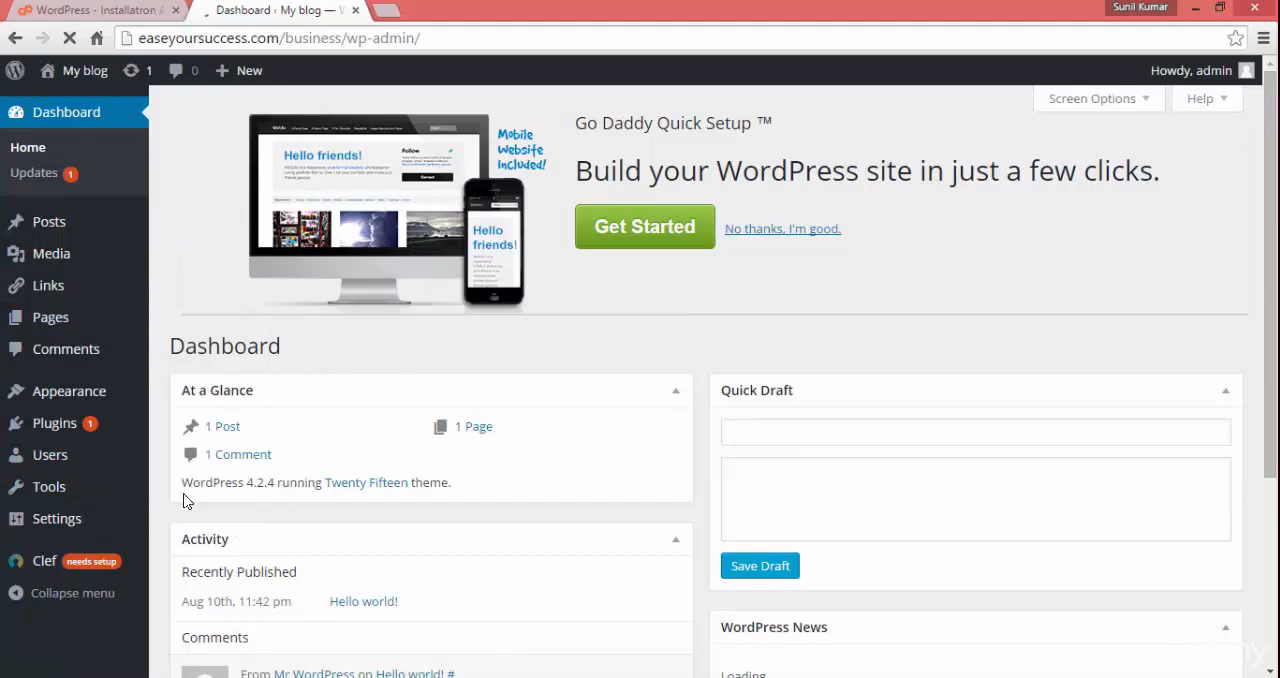 WordPress - Installatron
Dashboard ‹ My blog — V
Sunil Kumar
easeyoursuccess.com/business/wp-admin/
My blog 1 0 + New
Howdy, admin
Dashboard
Home
Updates 1
Posts
Media
Links
Pages
Comments
Appearance
Plugins 1
Users
Tools
Settings
Clef needs setup
Collapse menu
Screen Options
Help
Hello friends!
Follow
Mobile
Website
Included!
Hello
friends!
Go Daddy Quick Setup ™
Build your WordPress site in just a few clicks.
Get Started
No thanks, I'm good.
Dashboard
At a Glance
1 Post
1 Page
1 Comment
WordPress 4.2.4 running Twenty Fifteen theme.
Activity
Recently Published
Aug 10th, 11:42 pm Hello world!
Comments
From Mr WordPress on Hello world! #
Quick Draft
Save Draft
WordPress News
Loading